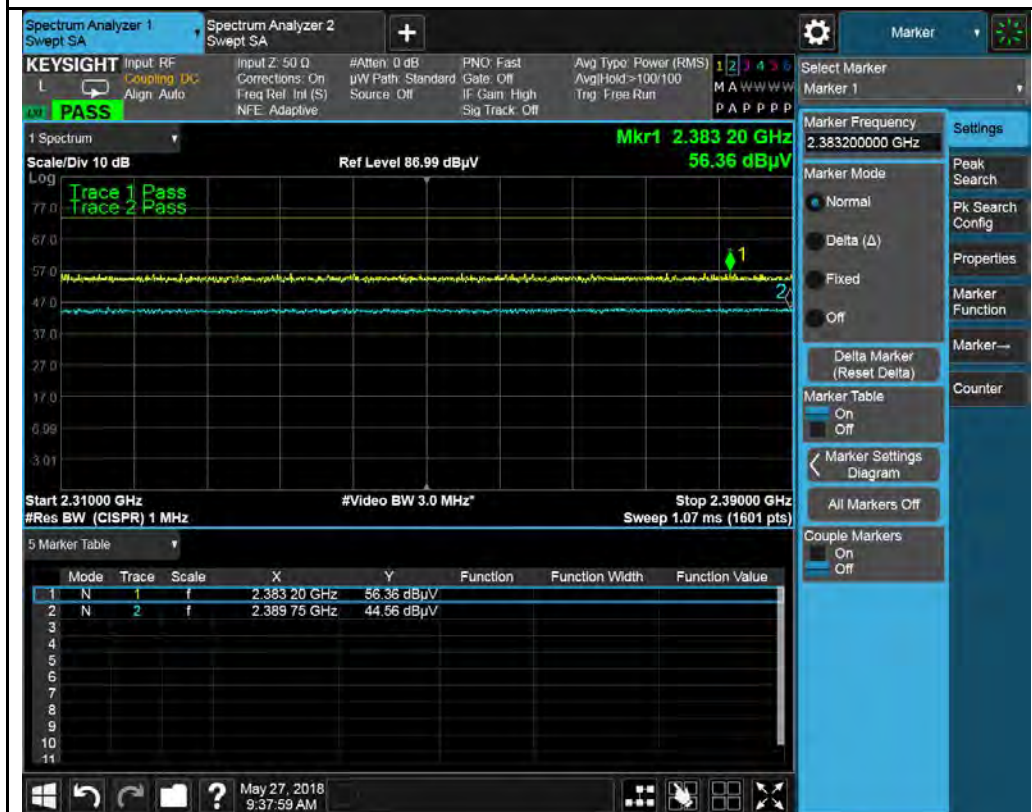 Spectrum Analyzer 1
Swept SA
Spectrum Analyzer 2
Swept SA
+
Marker
KEYSIGHT
L
PASS
Input: RF
Coupling: DC
Align: Auto
Input Z: 50 Ω
Corrections: On
Freq Ref: Int (S)
NFE: Adaptive
#Atten: 0 dB
µW Path: Standard
Source: Off
PNO: Fast
Gate: Off
IF Gain: High
Sig Track: Off
Avg Type: Power (RMS)
Avg|Hold:>100/100
Trig: Free Run
1 2 3 4 5 6
M A W W W W
P A P P P P
Select Marker
Marker 1
1 Spectrum
Scale/Div 10 dB
Ref Level 86.99 dBµV
Mkr1 2.383 20 GHz
56.36 dBµV
Log
Trace 1 Pass
Trace 2 Pass
77.0
67.0
57.0
47.0
37.0
27.0
17.0
6.99
-3.01
1
2
Start 2.31000 GHz
#Res BW (CISPR) 1 MHz
#Video BW 3.0 MHz*
Stop 2.39000 GHz
Sweep 1.07 ms (1601 pts)
Marker Frequency
2.383200000 GHz
Marker Mode
Normal
Delta (Δ)
Fixed
Off
Delta Marker
(Reset Delta)
Marker Table
On
Off
Marker Settings
Diagram
All Markers Off
Couple Markers
On
Off
Settings
Peak
Search
Pk Search
Config
Properties
Marker
Function
Marker→
Counter
5 Marker Table
Mode Trace Scale X Y Function Function Width Function Value
1 N 1 f 2.383 20 GHz 56.36 dBµV
2 N 2 f 2.389 75 GHz 44.56 dBµV
3
4
5
6
7
8
9
10
11
?
May 27, 2018
9:37:59 AM